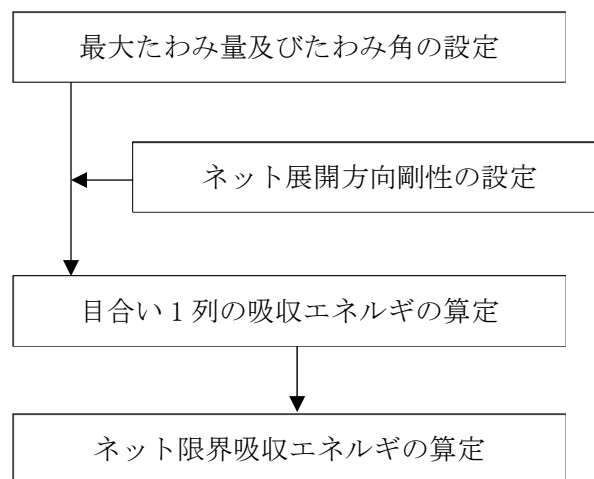 最大たわみ量及びたわみ角の設定
ネット展開方向剛性の設定
目合い１列の吸収エネルギの算定
ネット限界吸収エネルギの算定